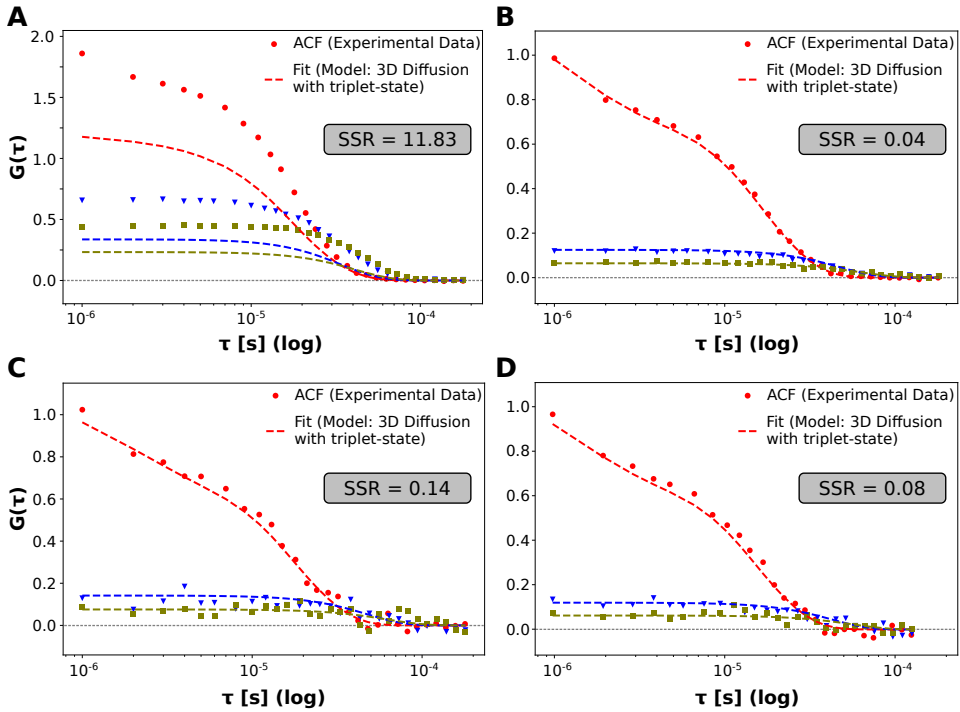 A
2.0
1.5
1.0
0.5
0.0
G(τ)
ACF (Experimental Data)
Fit (Model: 3D Diffusion
with triplet-state)
SSR = 11.83
10⁻⁶
10⁻⁵
10⁻⁴
τ [s] (log)
B
1.0
0.8
0.6
0.4
0.2
0.0
ACF (Experimental Data)
Fit (Model: 3D Diffusion
with triplet-state)
SSR = 0.04
10⁻⁶
10⁻⁵
10⁻⁴
τ [s] (log)
C
1.0
0.8
0.6
0.4
0.2
0.0
G(τ)
ACF (Experimental Data)
Fit (Model: 3D Diffusion
with triplet-state)
SSR = 0.14
10⁻⁶
10⁻⁵
10⁻⁴
τ [s] (log)
D
1.0
0.8
0.6
0.4
0.2
0.0
ACF (Experimental Data)
Fit (Model: 3D Diffusion
with triplet-state)
SSR = 0.08
10⁻⁶
10⁻⁵
10⁻⁴
τ [s] (log)